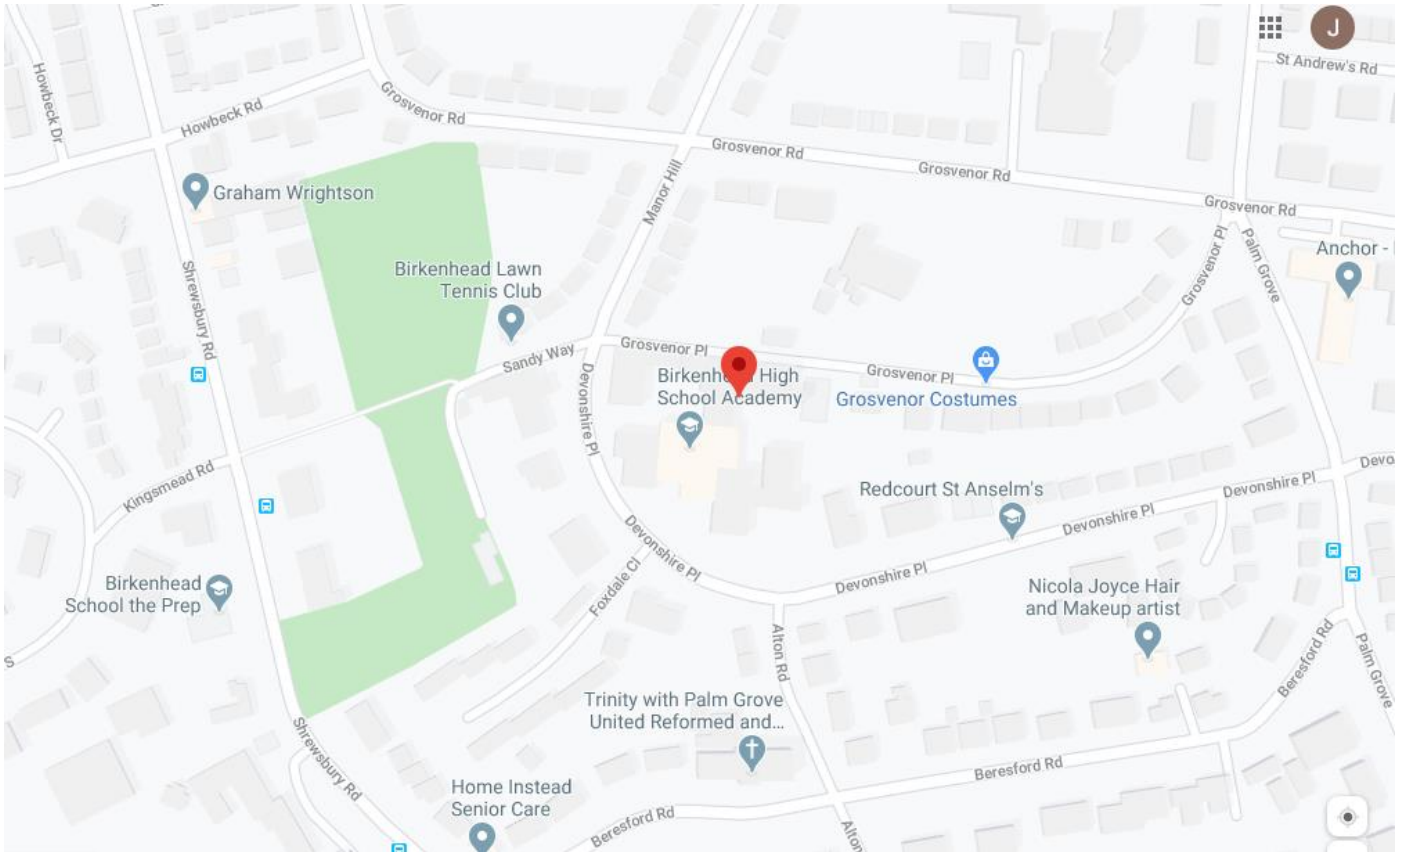 J
St Andrew's Rd
Howbeck Dr
Howbeck Rd
Grosvenor Rd
Grosvenor Rd
Grosvenor Rd
Grosvenor Rd
Manor Hill
Graham Wrightson
Palm Grove
Grosvenor Pl
Anchor -
Shrewsbury Rd
Birkenhead Lawn
Tennis Club
Sandy Way
Grosvenor Pl
Grosvenor Pl
Grosvenor Costumes
School Academy
Devonshire Pl
Kingsmead Rd
Redcourt St Anselm's
Devonshire Pl
Devo
Devonshire Pl
Devonshire Pl
Devonshire Pl
Foxdale Cl
Birkenhead
School the Prep
Nicola Joyce Hair
and Makeup artist
S
Alton Rd
Beresford Rd
Palm Grove
Trinity with Palm Grove
United Reformed and...
Shrewsbury Rd
Beresford Rd
Home Instead
Senior Care
Beresford Rd
Alton